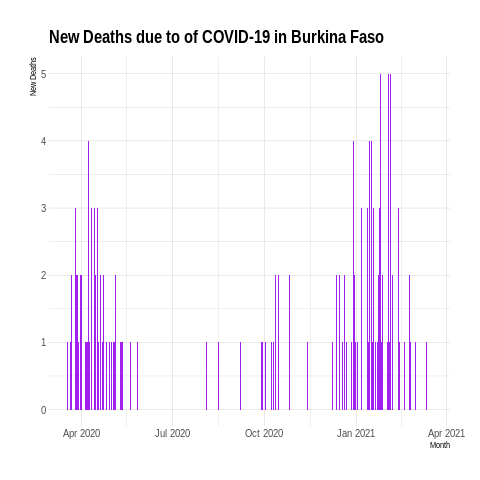 New Deaths due to of COVID-19 in Burkina Faso
New Deaths
5
4
3
2
1
0
Apr 2020 Jul 2020 Oct 2020 Jan 2021 Apr 2021
Month